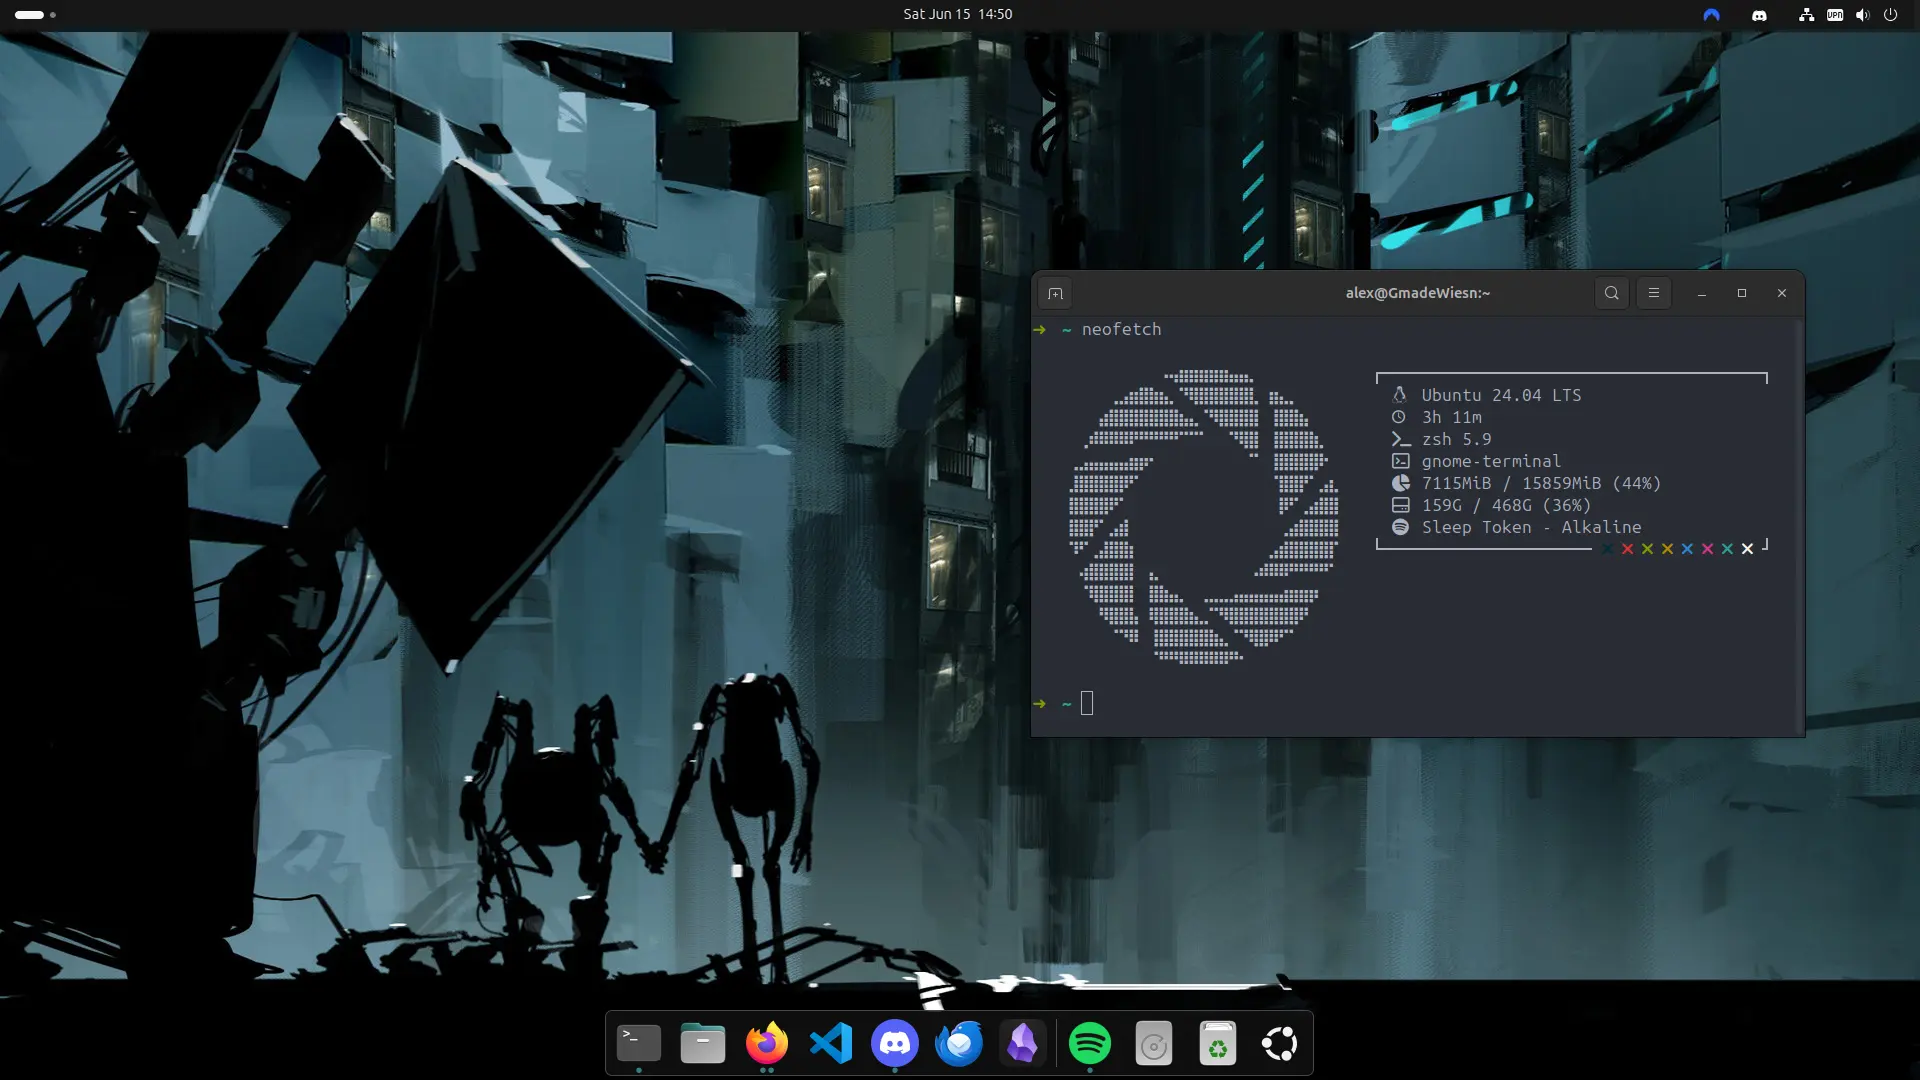 Sat Jun 15 14:50
VPN
alex@GmadeWiesn:~
➜ ~ neofetch
Ubuntu 24.04 LTS
3h 11m
zsh 5.9
gnome-terminal
7115MiB / 15859MiB (44%)
159G / 468G (36%)
Sleep Token - Alkaline
➜ ~